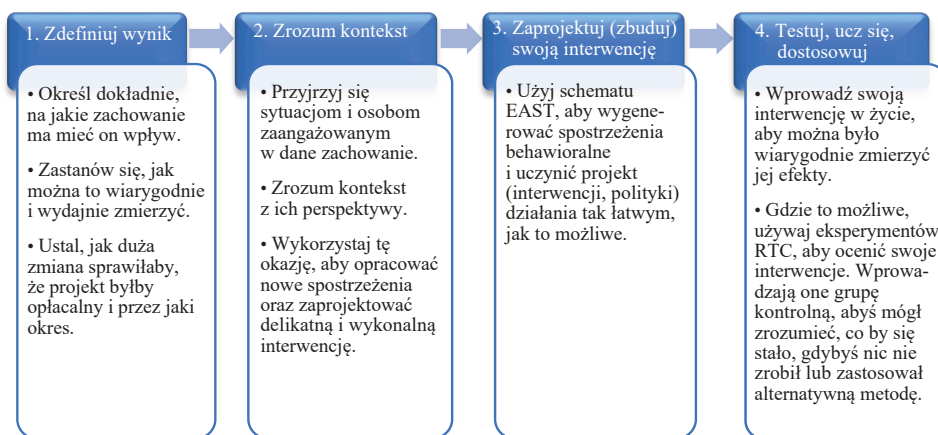 1. Zdefiniuj wynik
• Określ dokładnie,
na jakie zachowanie
ma mieć on wpływ.
• Zastanów się, jak
można to wiarygodnie
i wydajnie zmierzyć.
• Ustal, jak duża
zmiana sprawiłaby,
że projekt byłby
opłacalny i przez jaki
okres.
2. Zrozum kontekst
• Przyjrzyj się
sytuacjom i osobom
zaangażowanym
w dane zachowanie.
• Zrozum kontekst
z ich perspektywy.
• Wykorzystaj tę
okazję, aby opracować
nowe spostrzeżenia
oraz zaprojektować
delikatną i wykonalną
interwencję.
3. Zaprojektuj (zbuduj)
swoją interwencję
• Użyj schematu
EAST, aby wygene-
rować spostrzeżenia
behawioralne
i uczynić projekt
(interwencji, polityki)
działania tak łatwym,
jak to możliwe.
4. Testuj, ucz się,
dostosowuj
• Wprowadź swoją
interwencję w życie,
aby można było
wiarygodnie zmierzyć
jej efekty.
• Gdzie to możliwe,
używaj eksperymentów
RTC, aby ocenić swoje
interwencje. Wprowa-
dzają one grupę
kontrolną, abyś mógł
zrozumieć, co by się
stało, gdybyś nic nie
zrobił lub zastosował
alternatywną metodę.